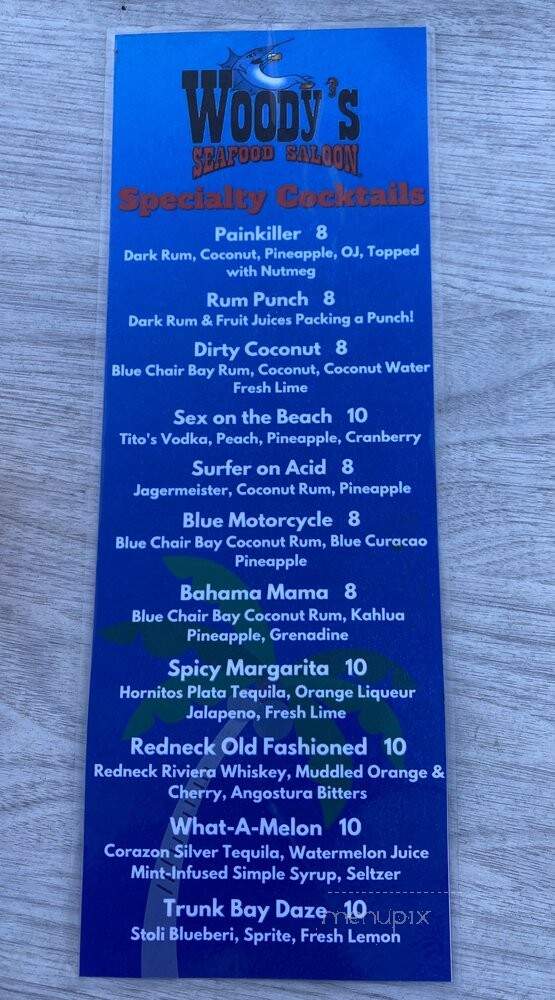 Woody's
SEAFOOD SALOON
Specialty Cocktails
Painkiller 8
Dark Rum, Coconut, Pineapple, OJ, Topped
with Nutmeg
Rum Punch 8
Dark Rum & Fruit Juices Packing a Punch!
Dirty Coconut 8
Blue Chair Bay Rum, Coconut, Coconut Water
Fresh Lime
Sex on the Beach 10
Tito's Vodka, Peach, Pineapple, Cranberry
Surfer on Acid 8
Jagermeister, Coconut Rum, Pineapple
Blue Motorcycle 8
Blue Chair Bay Coconut Rum, Blue Curacao
Pineapple
Bahama Mama 8
Blue Chair Bay Coconut Rum, Kahlua
Pineapple, Grenadine
Spicy Margarita 10
Hornitos Plata Tequila, Orange Liqueur
Jalapeno, Fresh Lime
Redneck Old Fashioned 10
Redneck Riviera Whiskey, Muddled Orange &
Cherry, Angostura Bitters
What-A-Melon 10
Corazon Silver Tequila, Watermelon Juice
Mint-Infused Simple Syrup, Seltzer
Trunk Bay Daze 10
menupix
Stoli Blueberi, Sprite, Fresh Lemon